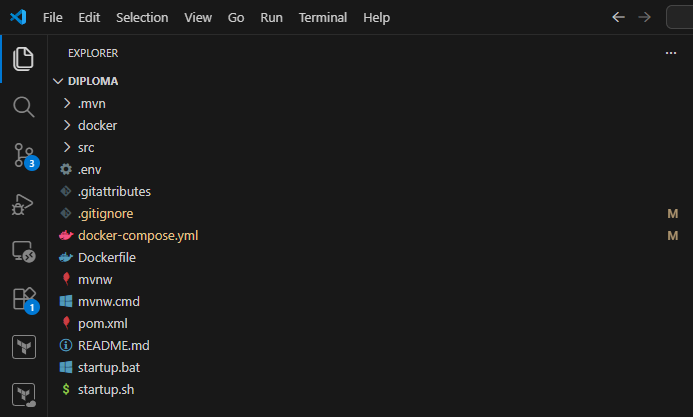 File Edit Selection View Go Run Terminal Help
EXPLORER ...
DIPLOMA
.mvn
docker
src
.env
3
.gitattributes
.gitignore M
docker-compose.yml M
Dockerfile
mvnw
mvnw.cmd
1
pom.xml
README.md
startup.bat
$ startup.sh